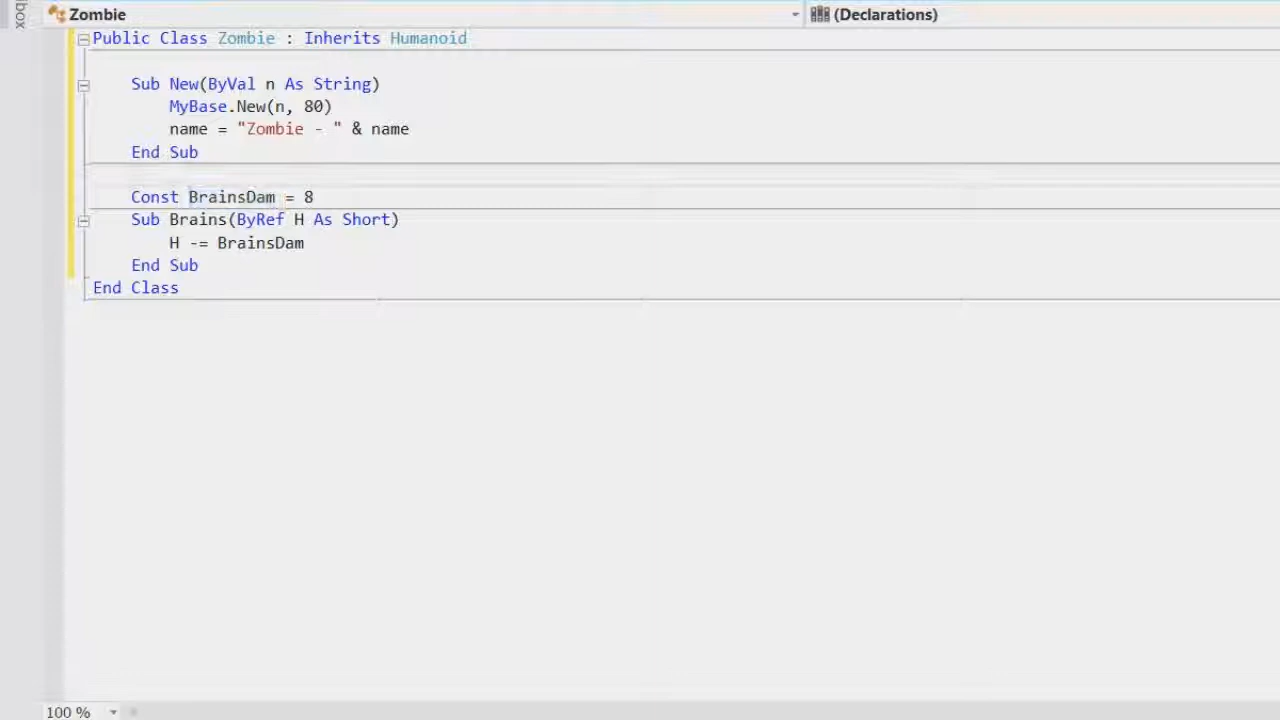 ibox
Zombie
(Declarations)
Public Class Zombie : Inherits Humanoid
Sub New(ByVal n As String)
MyBase.New(n, 80)
name = "Zombie - " & name
End Sub
Const BrainsDam = 8
Sub Brains(ByRef H As Short)
H -= BrainsDam
End Sub
End Class
100 %